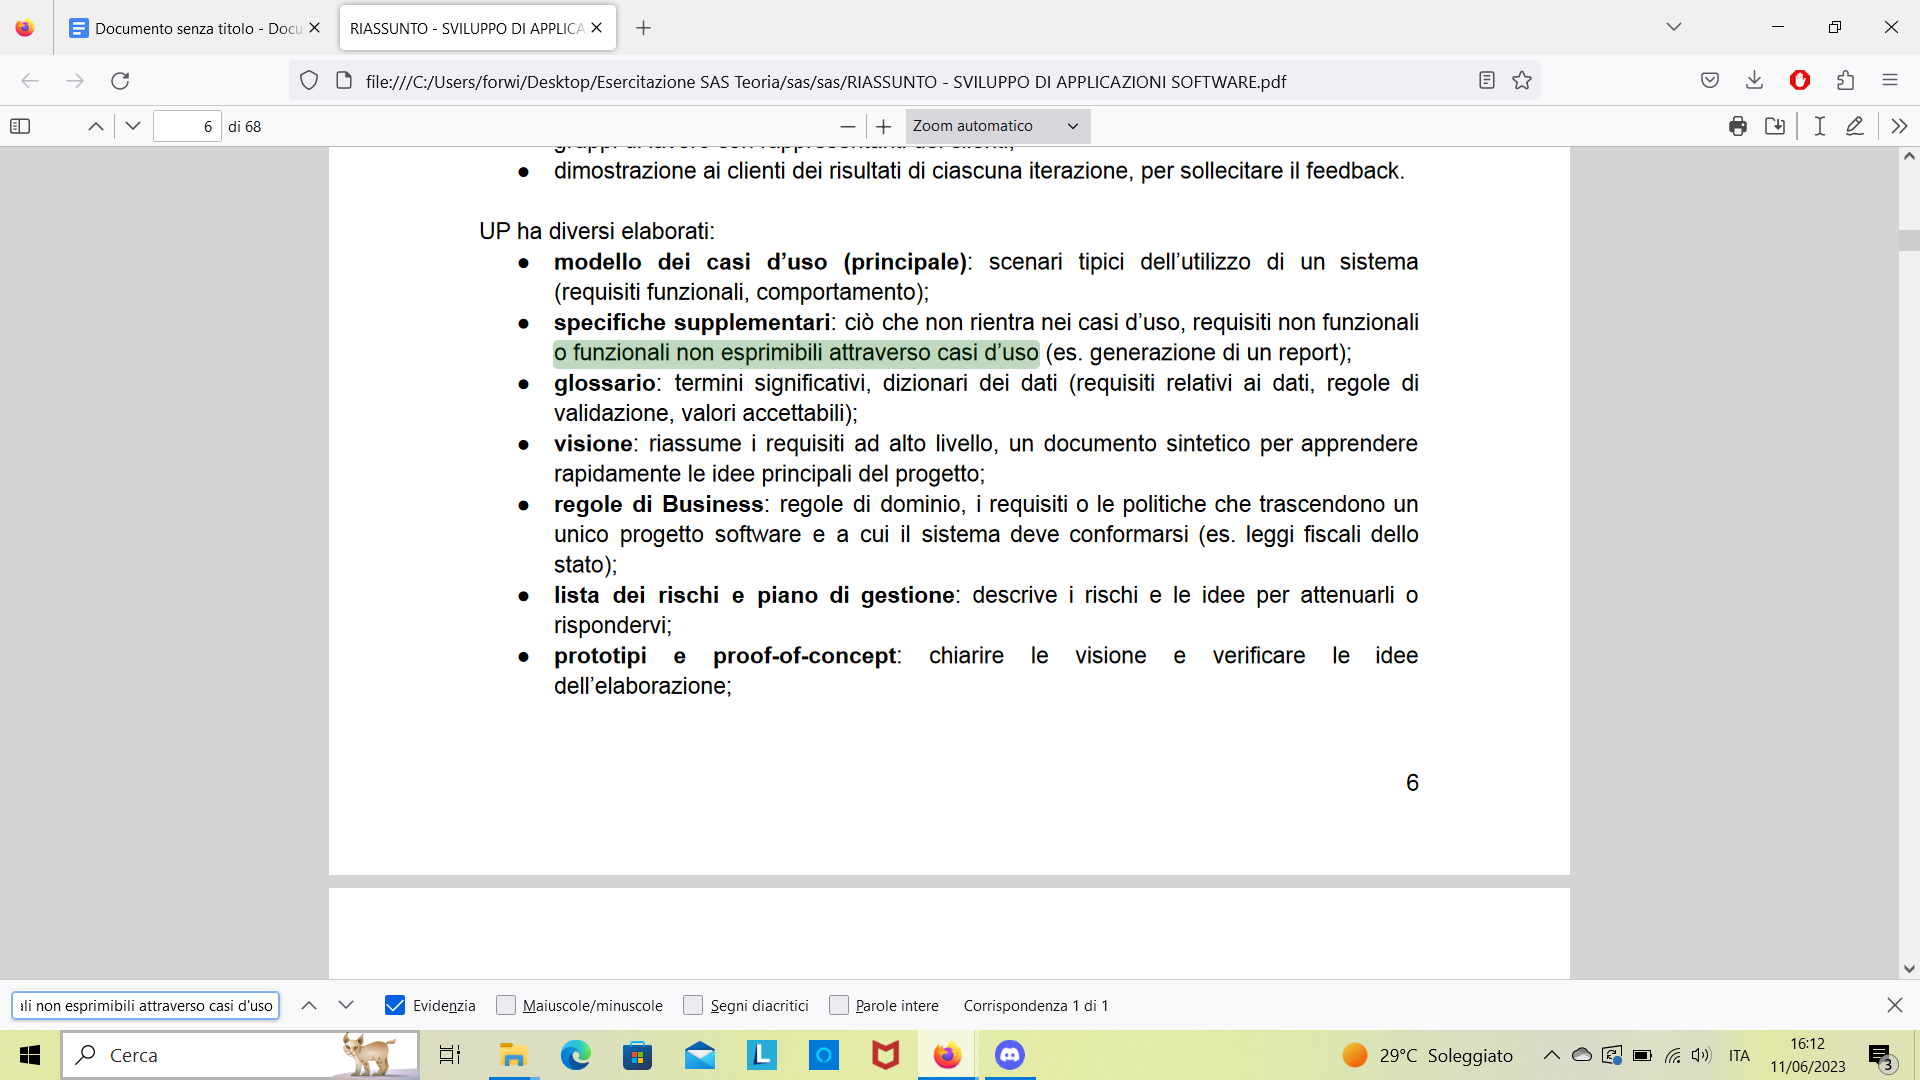 Documento senza titolo - Docu
RIASSUNTO - SVILUPPO DI APPLICA
file:///C:/Users/forwi/Desktop/Esercitazione SAS Teoria/sas/sas/RIASSUNTO - SVILUPPO DI APPLICAZIONI SOFTWARE.pdf
6 di 68
Zoom automatico
gruppi di lavoro con rappresentanti dei clienti;
● dimostrazione ai clienti dei risultati di ciascuna iterazione, per sollecitare il feedback.
UP ha diversi elaborati:
● modello dei casi d’uso (principale): scenari tipici dell’utilizzo di un sistema
(requisiti funzionali, comportamento);
● specifiche supplementari: ciò che non rientra nei casi d’uso, requisiti non funzionali
o funzionali non esprimibili attraverso casi d’uso (es. generazione di un report);
● glossario: termini significativi, dizionari dei dati (requisiti relativi ai dati, regole di
validazione, valori accettabili);
● visione: riassume i requisiti ad alto livello, un documento sintetico per apprendere
rapidamente le idee principali del progetto;
● regole di Business: regole di dominio, i requisiti o le politiche che trascendono un
unico progetto software e a cui il sistema deve conformarsi (es. leggi fiscali dello
stato);
● lista dei rischi e piano di gestione: descrive i rischi e le idee per attenuarli o
rispondervi;
● prototipi e proof-of-concept: chiarire le visione e verificare le idee
dell’elaborazione;
6
ali non esprimibili attraverso casi d'uso
Evidenzia
Maiuscole/minuscole
Segni diacritici
Parole intere
Corrispondenza 1 di 1
Cerca
L
29°C Soleggiato
ITA
16:12
11/06/2023
3